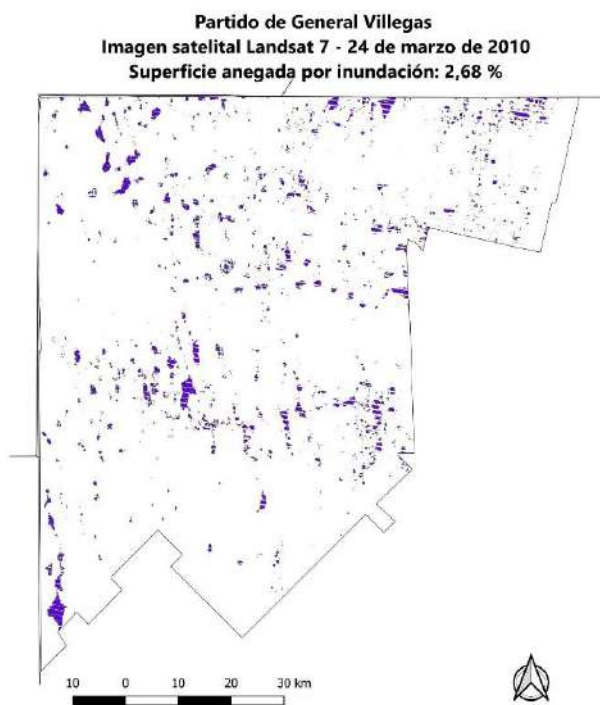 Partido de General Villegas
Imagen satelital Landsat 7 - 24 de marzo de 2010
Superficie anegada por inundación: 2,68 %
10 0 10 20 30 km